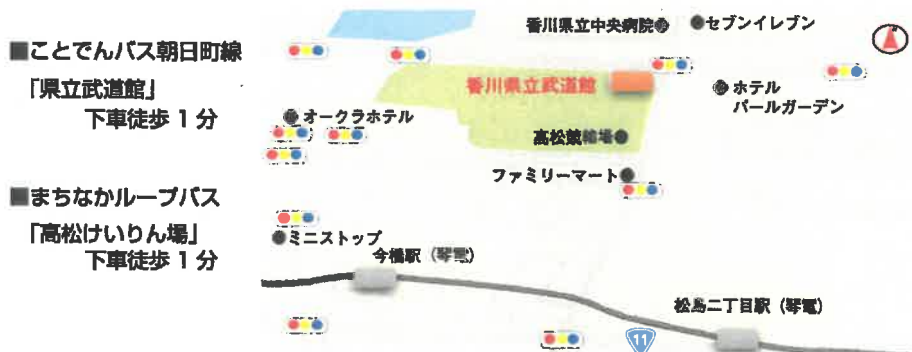 ■ことでんバス朝日町線
「県立武道館」
下車徒歩 1 分
■まちなかループバス
「高松けいりん場」
下車徒歩 1 分
香川県立中央病院
セブンイレブン
香川県立武道館
ホテル
パールガーデン
オークラホテル
高松競輪場
ファミリーマート
ミニストップ
今橋駅（琴電）
松島二丁目駅（琴電）
11